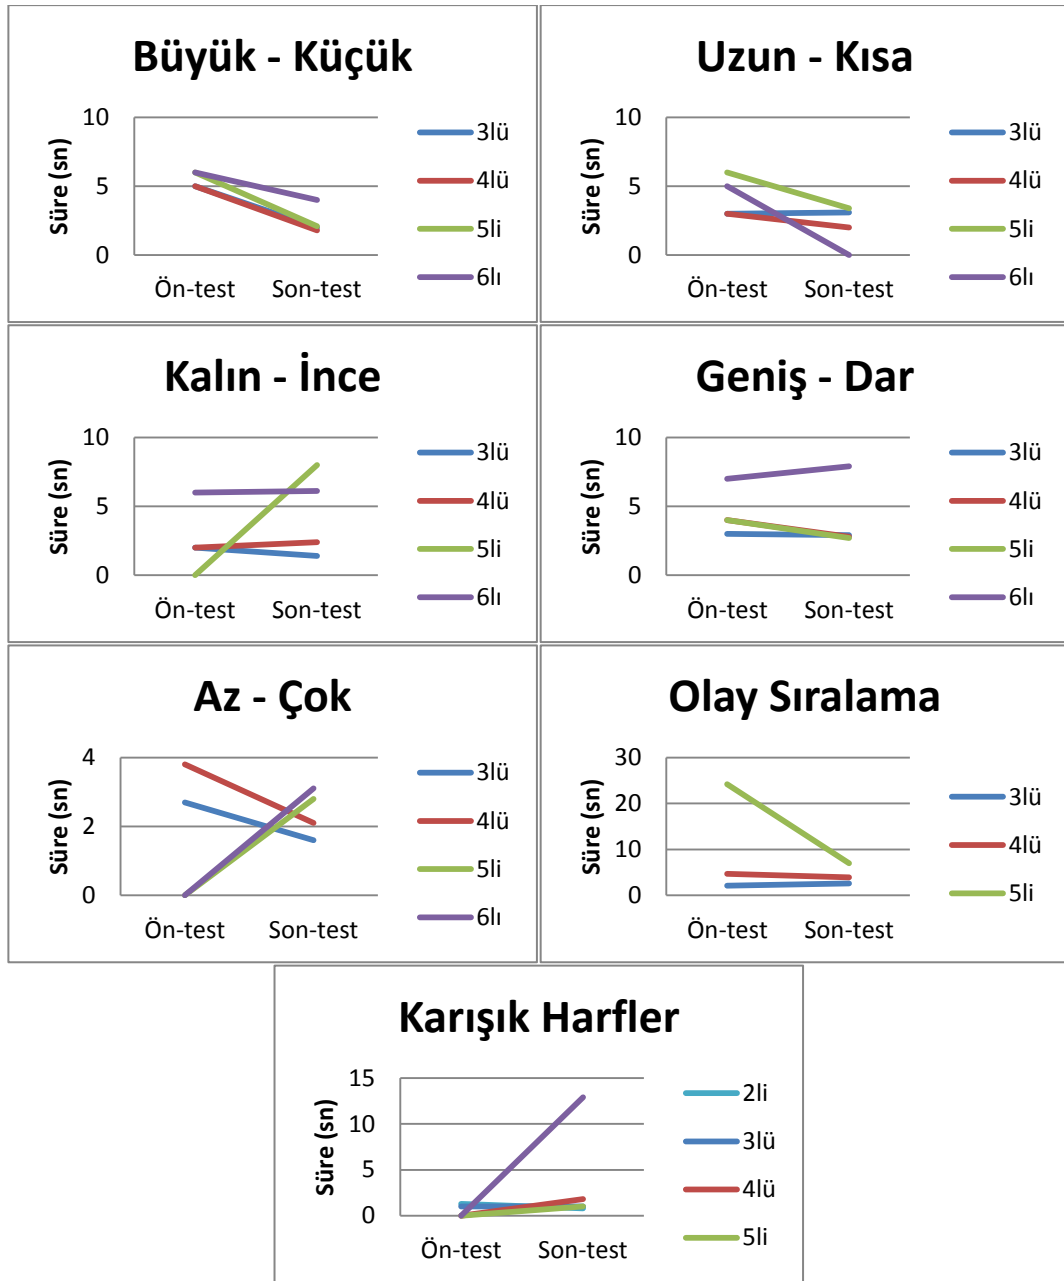 Büyük - Küçük
Süre (sn)
10
5
0
Ön-test Son-test
3lü
4lü
5li
6lı
Uzun - Kısa
Süre (sn)
10
5
0
Ön-test Son-test
3lü
4lü
5li
6lı
Kalın - İnce
Süre (sn)
10
5
0
Ön-test Son-test
3lü
4lü
5li
6lı
Geniş - Dar
Süre (sn)
10
5
0
Ön-test Son-test
3lü
4lü
5li
6lı
Az - Çok
Süre (sn)
4
2
0
Ön-test Son-test
3lü
4lü
5li
6lı
Olay Sıralama
Süre (sn)
30
20
10
0
Ön-test Son-test
3lü
4lü
5li
Karışık Harfler
Süre (sn)
15
10
5
0
Ön-test Son-test
2li
3lü
4lü
5li